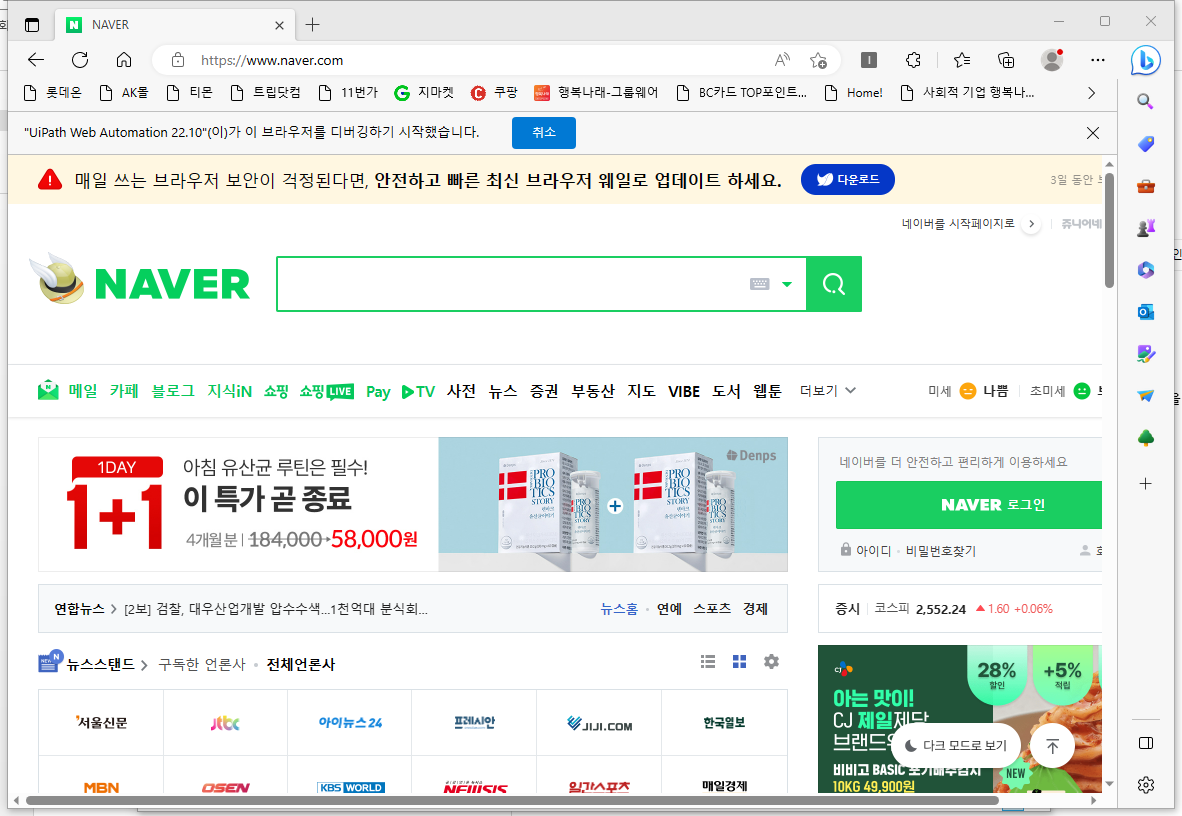 NAVER
https://www.naver.com
롯데온 AK몰 티몬 트립닷컴 11번가 지마켓 쿠팡 행복나래-그룹웨어 BC카드 TOP포인트... Home! 사회적 기업 행복나...
"UiPath Web Automation 22.10"(이)가 이 브라우저를 디버깅하기 시작했습니다. 취소
매일 쓰는 브라우저 보안이 걱정된다면, 안전하고 빠른 최신 브라우저 웨일로 업데이트 하세요. 다운로드 3일 동안
네이버를 시작페이지로 쥬니어네
NAVER
메일 카페 블로그 지식iN 쇼핑 쇼핑LIVE Pay TV 사전 뉴스 증권 부동산 지도 VIBE 도서 웹툰 더보기 미세 나쁨 초미세
1DAY
1+1
아침 유산균 루틴은 필수!
이 특가 곧 종료
4개월분 184,000 58,000원
Denps
PRO BIO TICS STORY
네이버를 더 안전하고 편리하게 이용하세요
NAVER 로그인
아이디 · 비밀번호찾기
연합뉴스 [2보] 검찰, 대우산업개발 압수수색...1천억대 분식회... 뉴스홈 연예 스포츠 경제
증시 코스피 2,552.24 ▲ 1.60 +0.06%
뉴스스탠드 구독한 언론사 전체언론사
서울신문 jtbc 아이뉴스24 프레시안 JIJI.COM 한국일보
MBN OSEN KBS WORLD NEWSIS 일간스포츠 매일경제
CJ
28% 할인
+5% 적립
아는 맛이!
CJ 제일제당
브랜드
비비고 BASIC 포기배추김치
10KG 49,900원
NEW
다크 모드로 보기